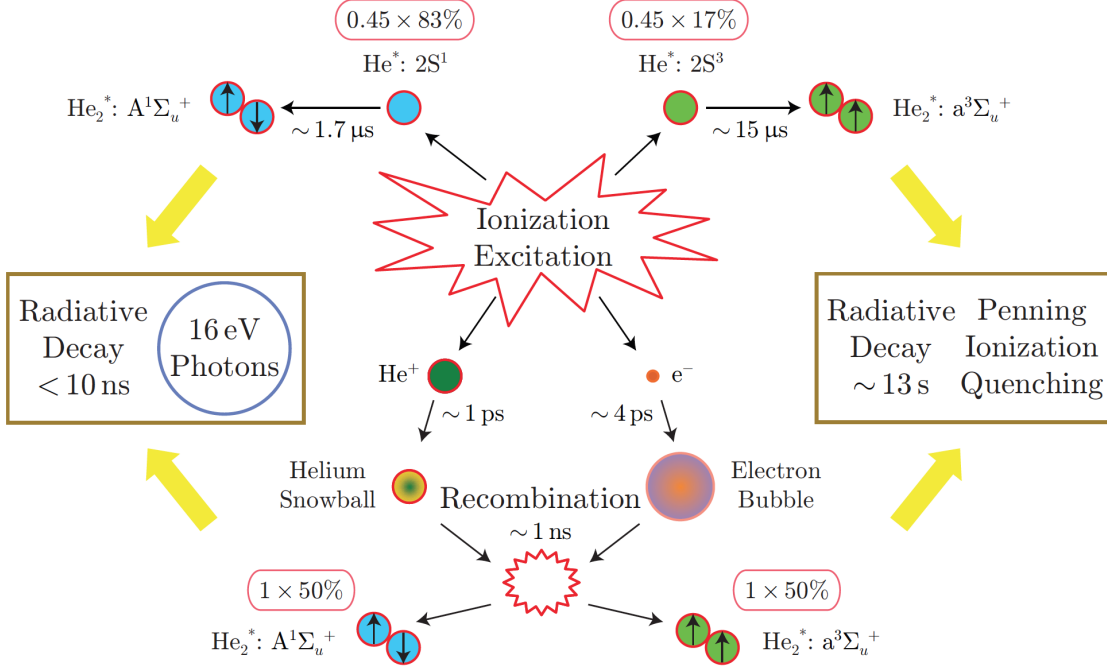 0.45 × 83%
0.45 × 17%
He*: 2S¹
He*: 2S³
He₂*: A¹Σᵤ⁺
∼ 1.7 μs
∼ 15 μs
He₂*: a³Σᵤ⁺
Ionization
Excitation
Radiative
Decay
< 10 ns
16 eV
Photons
Radiative
Decay
∼ 13 s
Penning
Ionization
Quenching
He⁺
e⁻
∼ 1 ps
∼ 4 ps
Helium
Snowball
Recombination
∼ 1 ns
Electron
Bubble
1 × 50%
1 × 50%
He₂*: A¹Σᵤ⁺
He₂*: a³Σᵤ⁺